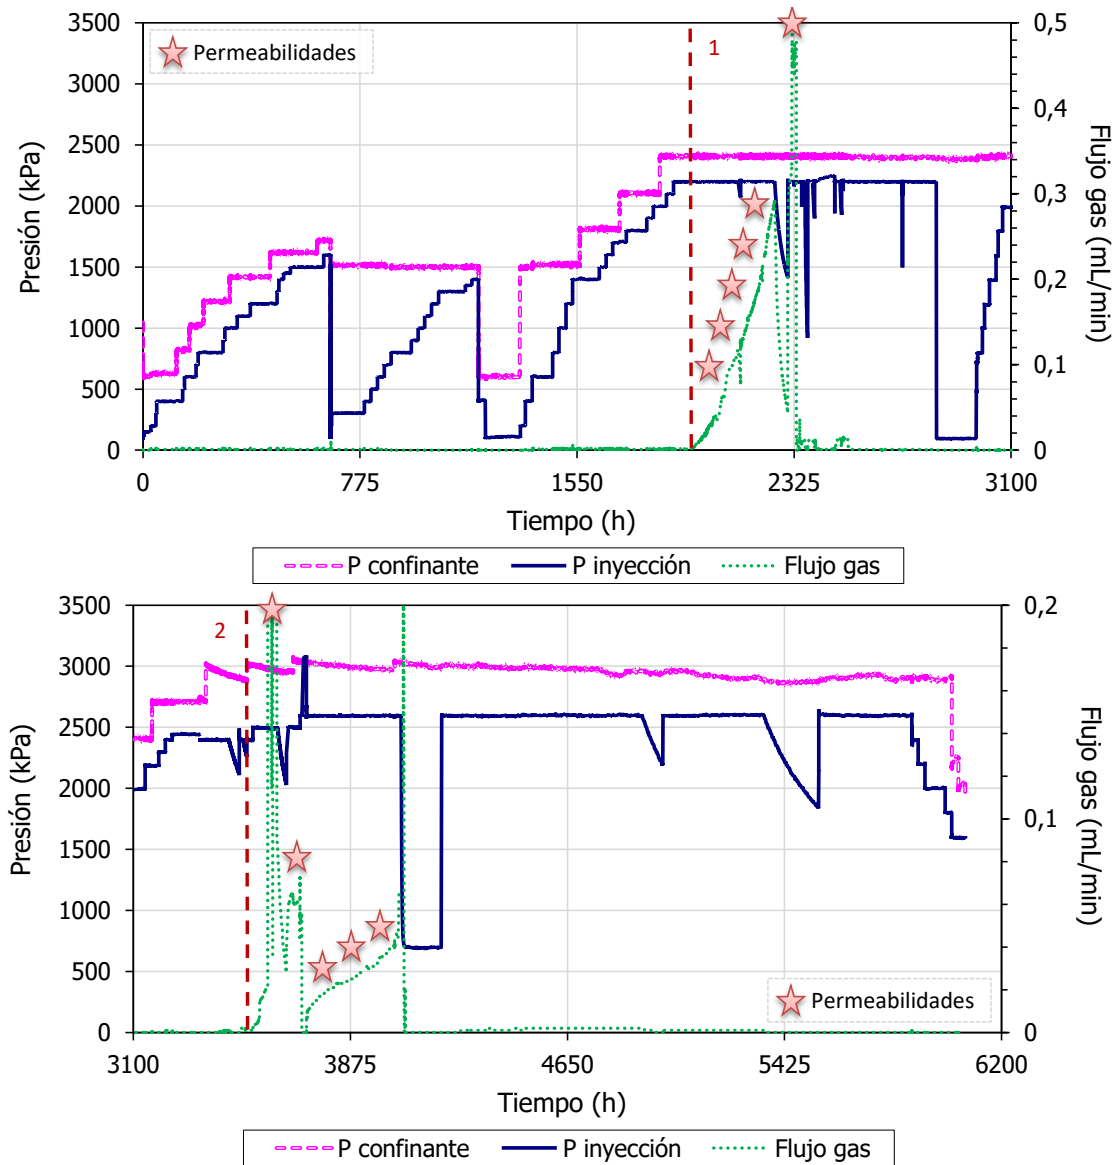 3500
3000
2500
2000
1500
1000
500
0
Presión (kPa)
Permeabilidades
1
0,5
0,4
0,3
0,2
0,1
0
Flujo gas (mL/min)
0 775 1550 2325 3100
Tiempo (h)
P confinante P inyección Flujo gas
3500
3000
2500
2000
1500
1000
500
0
Presión (kPa)
2
Permeabilidades
0,2
0,1
0
Flujo gas (mL/min)
3100 3875 4650 5425 6200
Tiempo (h)
P confinante P inyección Flujo gas